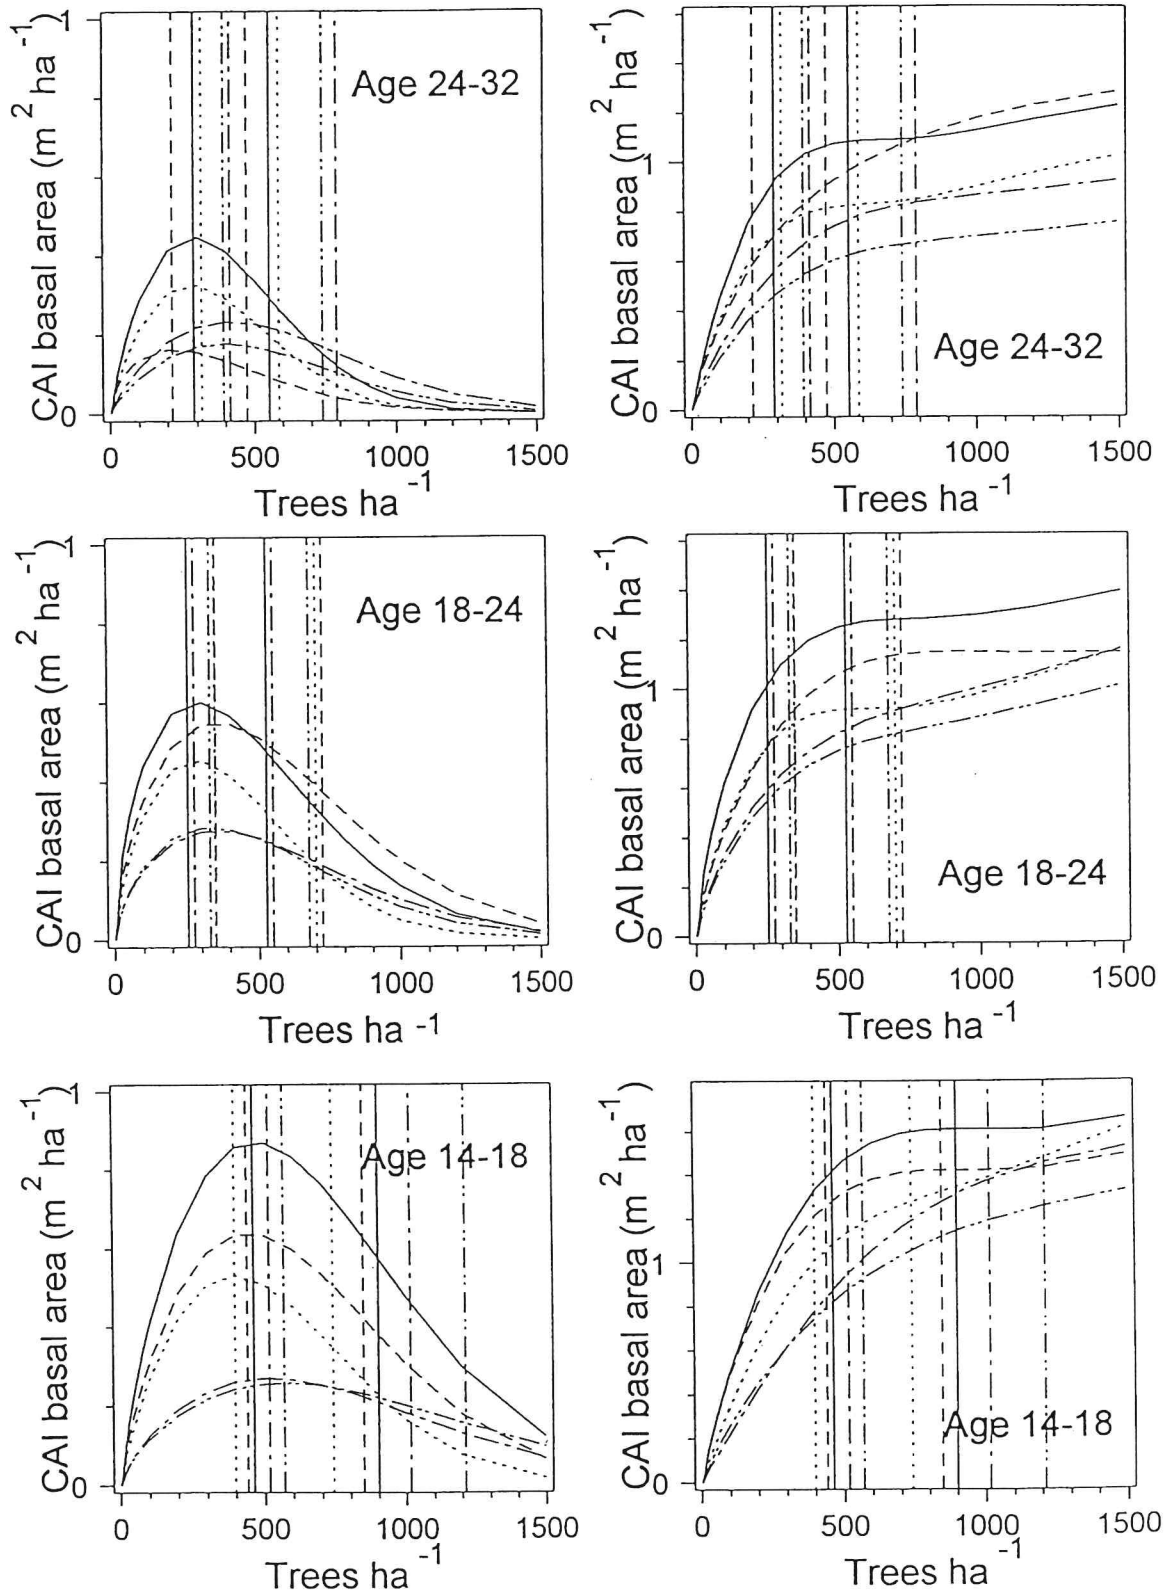 CAI basal area (m² ha⁻¹)
1
0
Age 24-32
0 500 1000 1500
Trees ha⁻¹
CAI basal area (m² ha⁻¹)
1
0
Age 24-32
0 500 1000 1500
Trees ha⁻¹
CAI basal area (m² ha⁻¹)
1
0
Age 18-24
0 500 1000 1500
Trees ha⁻¹
CAI basal area (m² ha⁻¹)
1
0
Age 18-24
0 500 1000 1500
Trees ha⁻¹
CAI basal area (m² ha⁻¹)
1
0
Age 14-18
0 500 1000 1500
Trees ha⁻¹
CAI basal area (m² ha⁻¹)
1
0
Age 14-18
0 500 1000 1500
Trees ha⁻¹